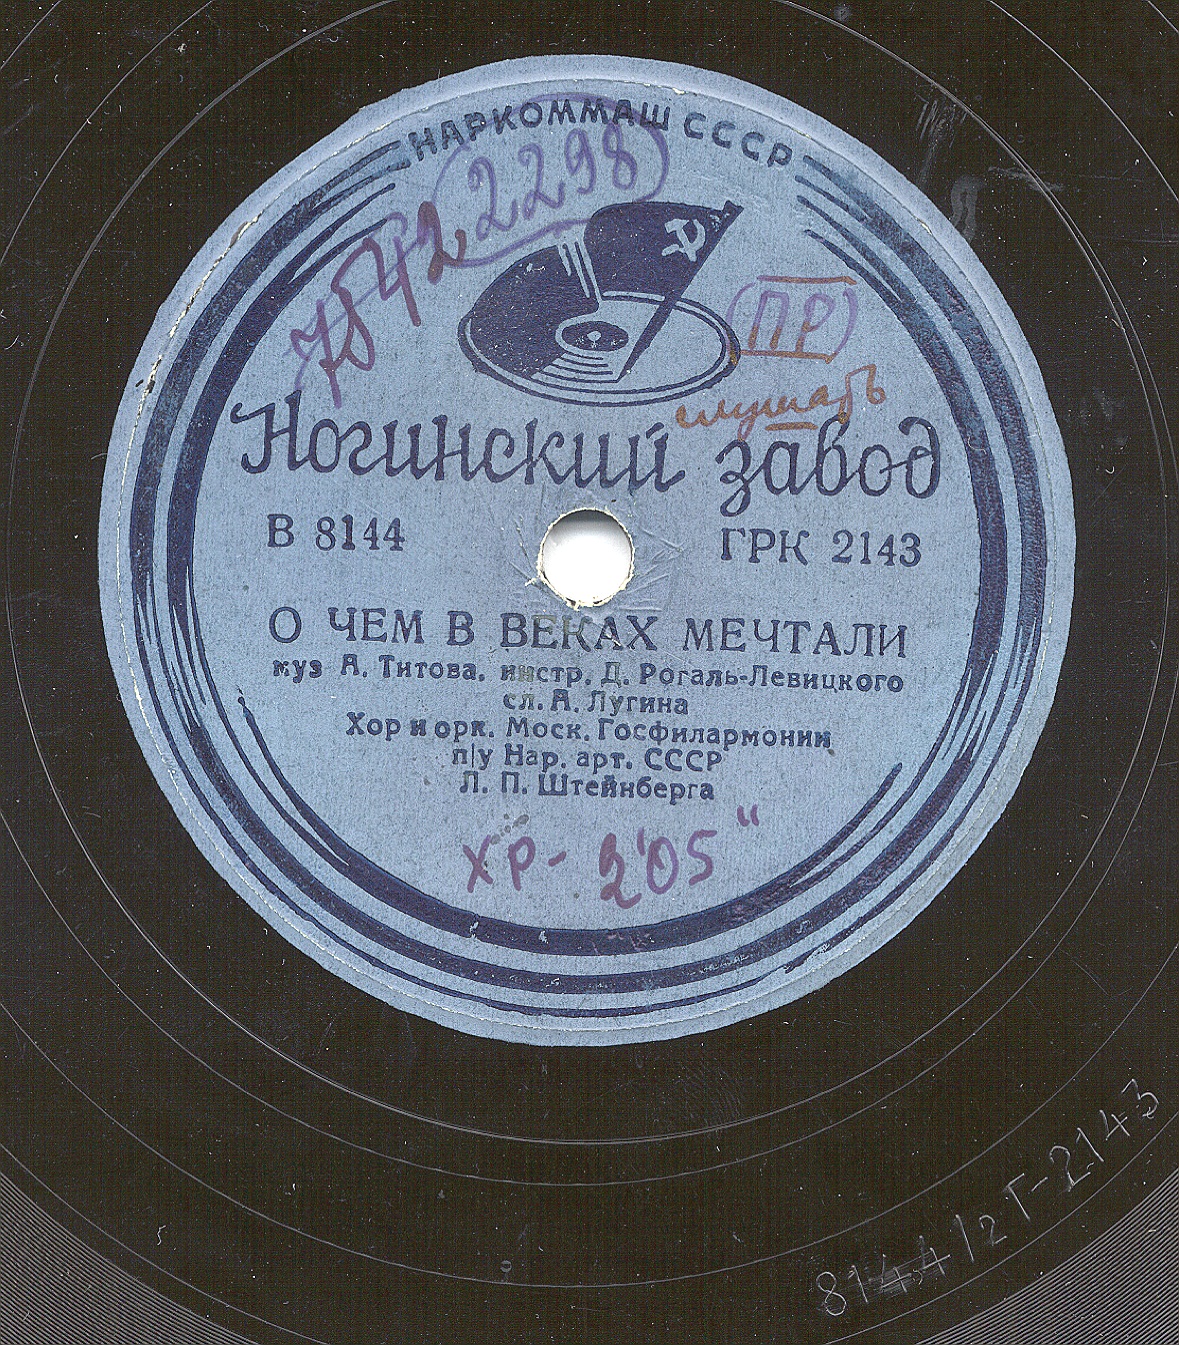 НАРКОММАШ СССР
2298
7542
ПР
слушать
Ногинский завод
В 8144
ГРК 2143
О ЧЕМ В ВЕКАХ МЕЧТАЛИ
муз А. Титова. инстр. Д. Рогаль-Левицкого
сл. А. Лугина
Хор и орк. Моск. Госфилармонии
п/у Нар. арт. СССР
Л. П. Штейнберга
ХР- 2'05"
8144/2 Г-2143